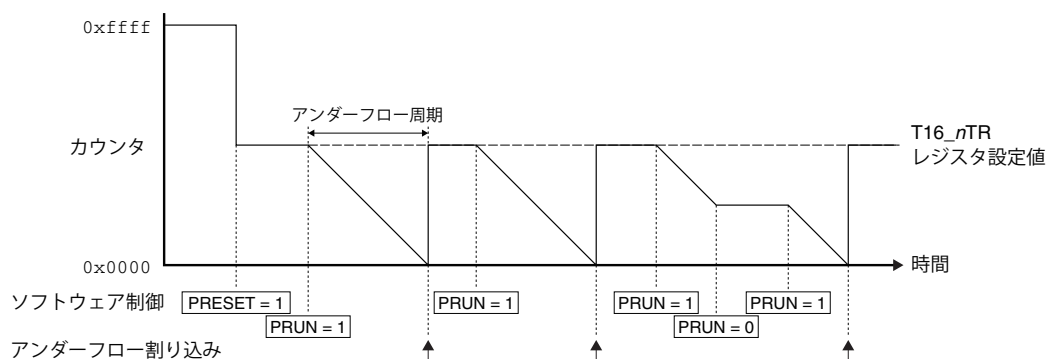 0xffff
アンダーフロー周期
カウンタ
T16_nTR
レジスタ設定値
0x0000
時間
ソフトウェア制御
PRESET = 1
PRUN = 1
PRUN = 1
PRUN = 1
PRUN = 0
PRUN = 1
アンダーフロー割り込み